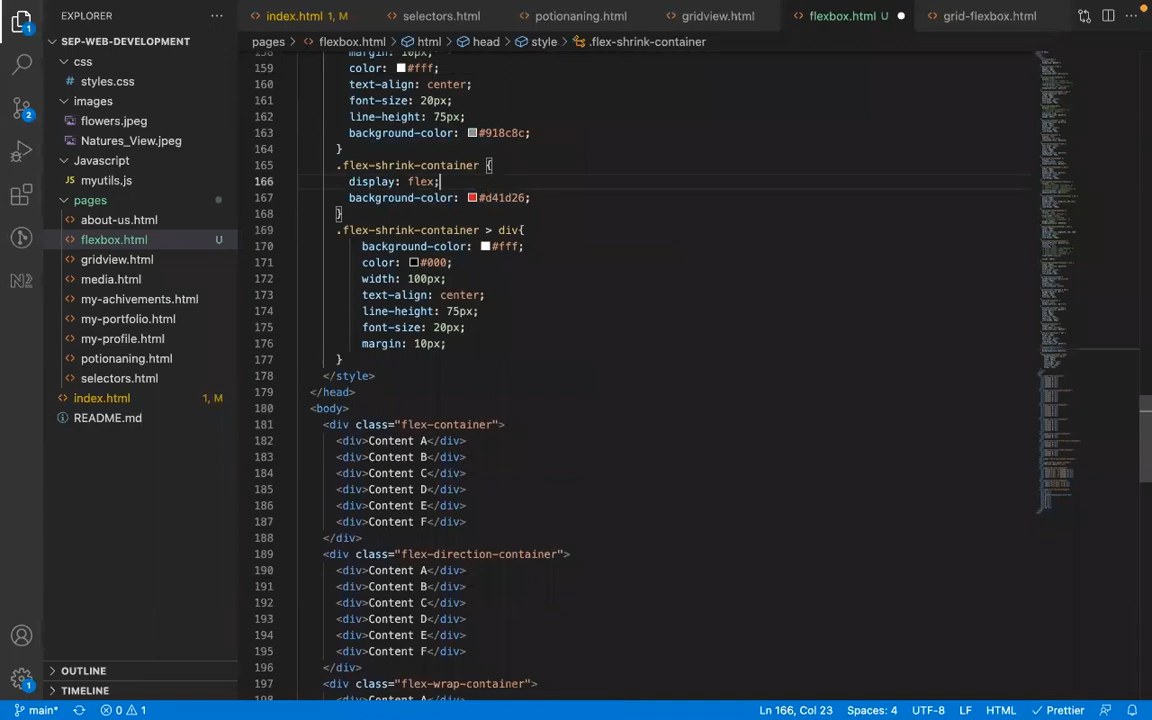 EXPLORER
index.html 1, M
selectors.html
potionaning.html
gridview.html
flexbox.html U
grid-flexbox.html
SEP-WEB-DEVELOPMENT
css
styles.css
images
flowers.jpeg
Natures_View.jpeg
Javascript
myutils.js
pages
about-us.html
flexbox.html U
gridview.html
media.html
my-achivements.html
my-portfolio.html
my-profile.html
potionaning.html
selectors.html
index.html 1, M
README.md
OUTLINE
TIMELINE
pages > flexbox.html > html > head > style > .flex-shrink-container
158 margin: 10px;
159 color: #fff;
160 text-align: center;
161 font-size: 20px;
162 line-height: 75px;
163 background-color: #918c8c;
164 }
165 .flex-shrink-container {
166 display: flex;
167 background-color: #d41d26;
168 }
169 .flex-shrink-container > div{
170 background-color: #fff;
171 color: #000;
172 width: 100px;
173 text-align: center;
174 line-height: 75px;
175 font-size: 20px;
176 margin: 10px;
177 }
178 </style>
179 </head>
180 <body>
181 <div class="flex-container">
182 <div>Content A</div>
183 <div>Content B</div>
184 <div>Content C</div>
185 <div>Content D</div>
186 <div>Content E</div>
187 <div>Content F</div>
188 </div>
189 <div class="flex-direction-container">
190 <div>Content A</div>
191 <div>Content B</div>
192 <div>Content C</div>
193 <div>Content D</div>
194 <div>Content E</div>
195 <div>Content F</div>
196 </div>
197 <div class="flex-wrap-container">
198 <div>Content A</div>
main* 0 1 Ln 166, Col 23 Spaces: 4 UTF-8 LF HTML Prettier